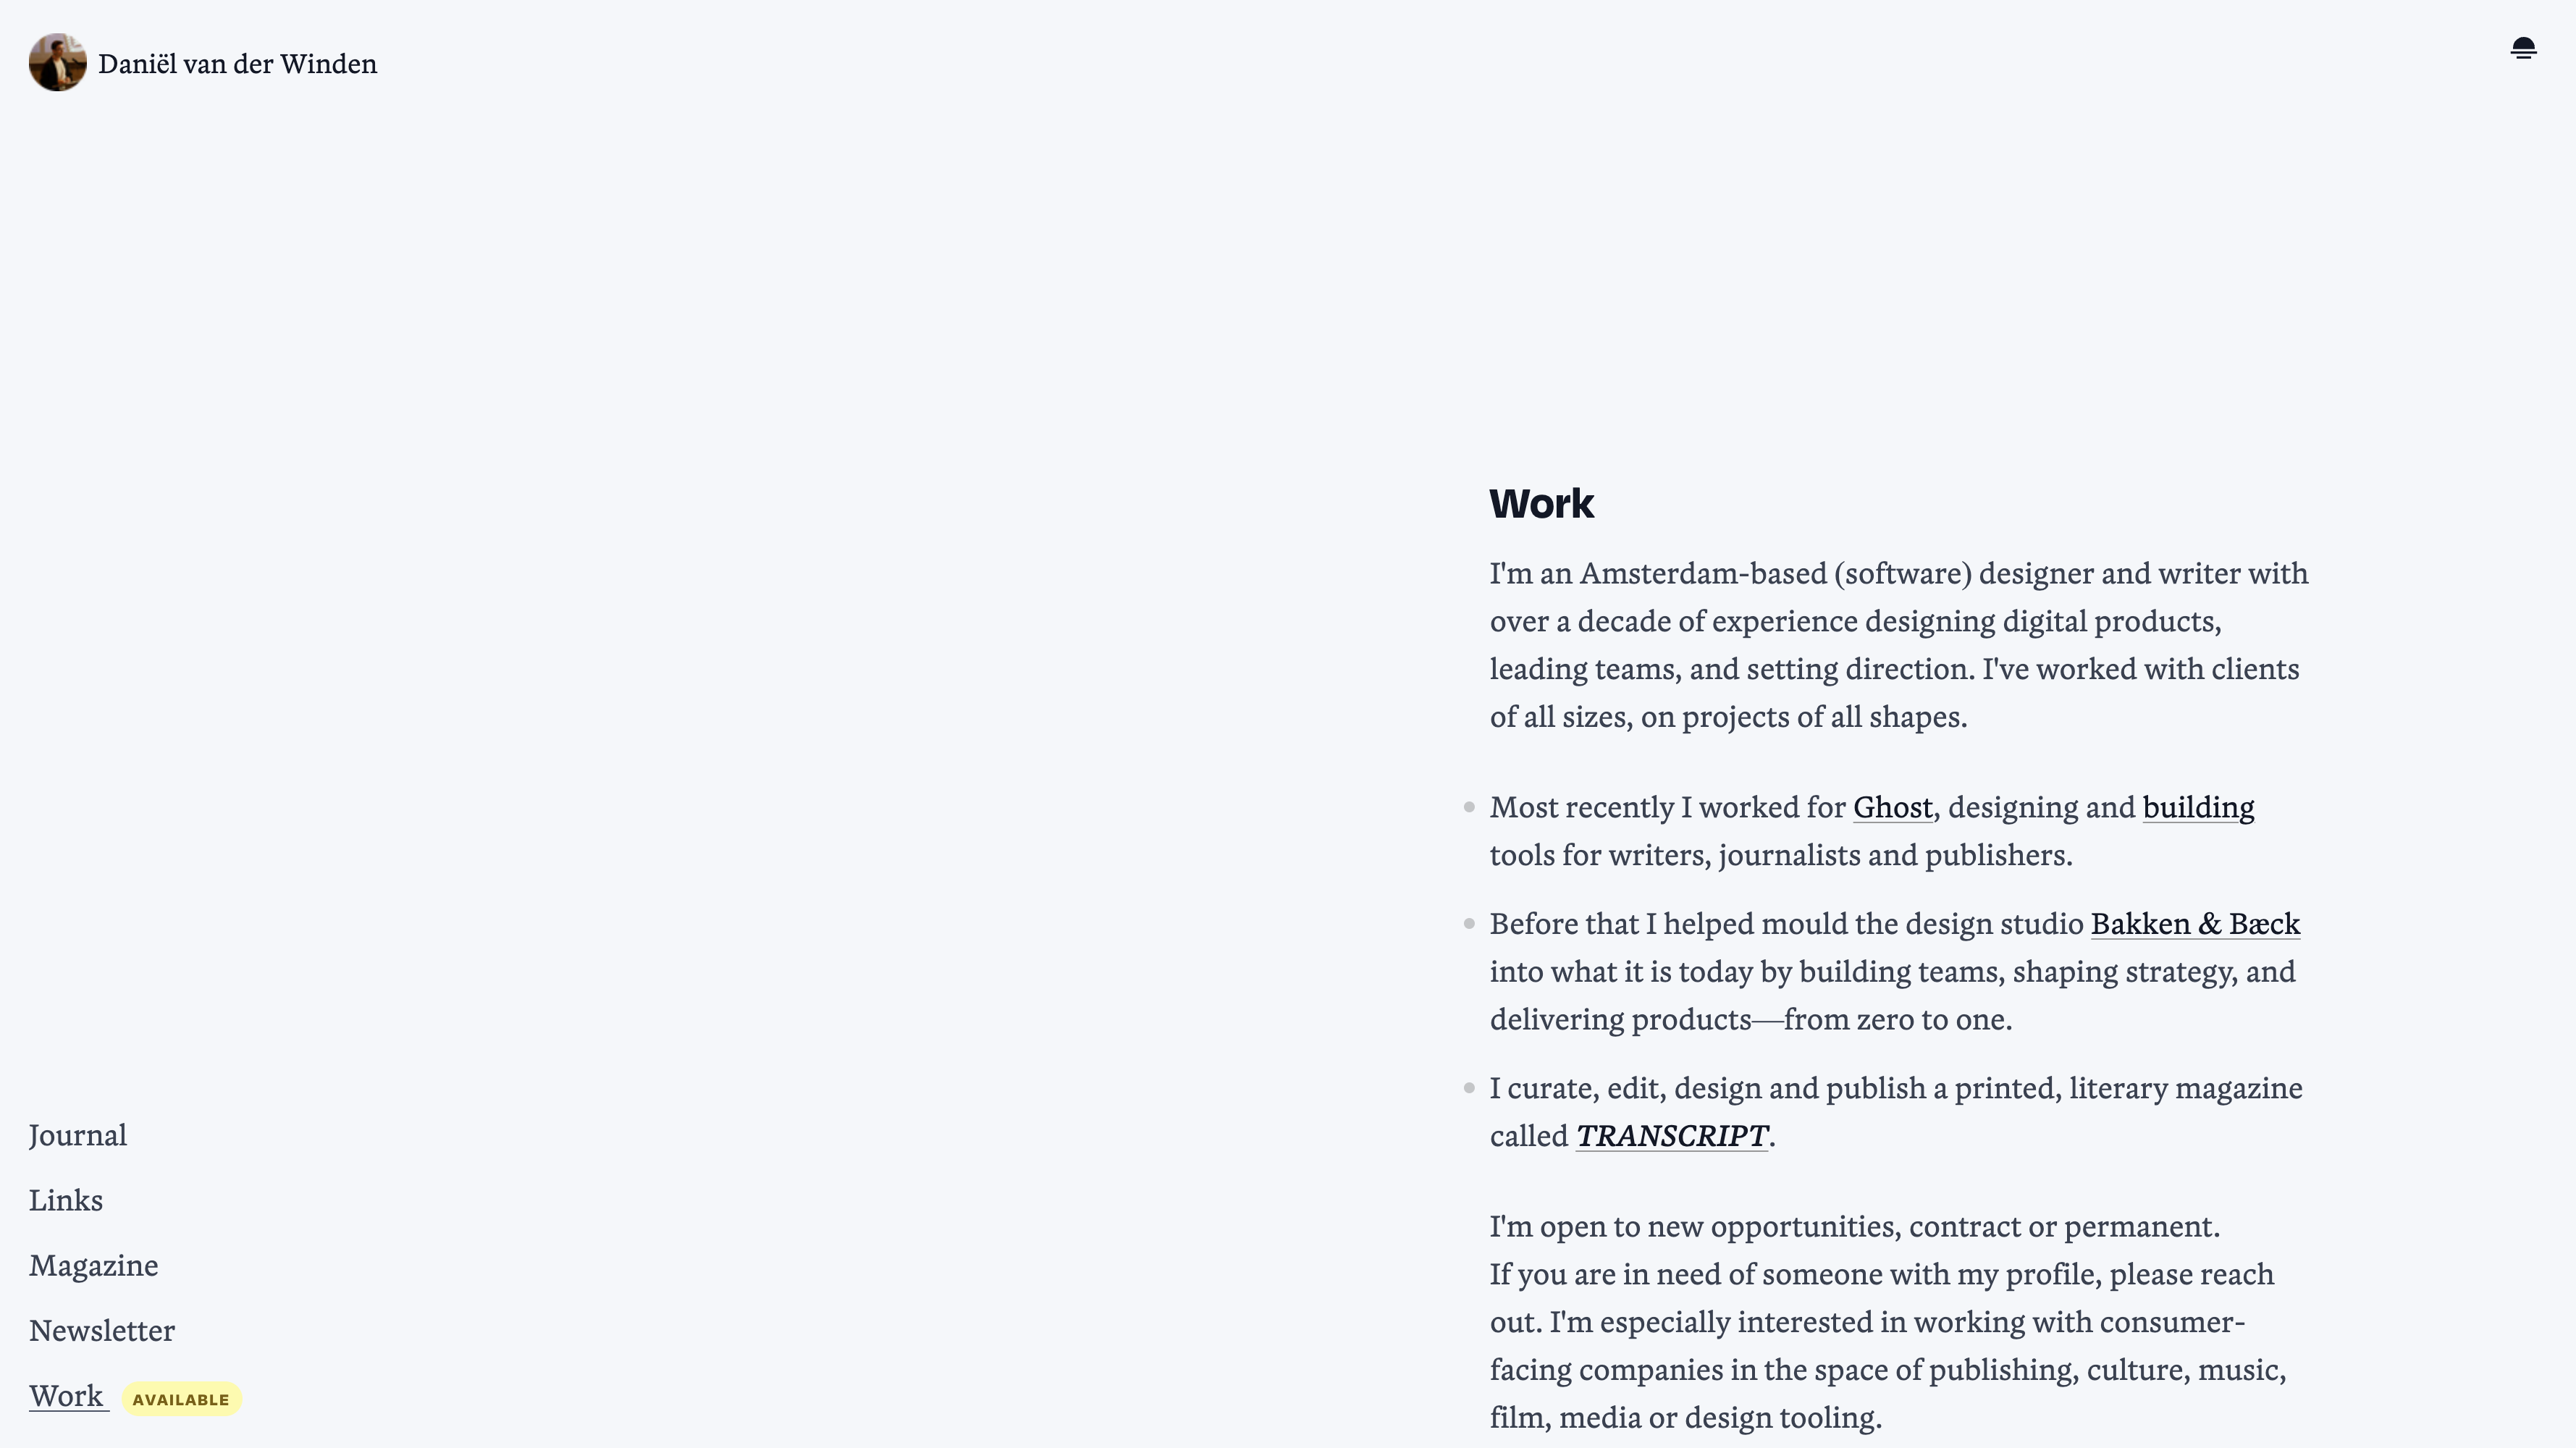 Daniël van der Winden
Work
I'm an Amsterdam-based (software) designer and writer with
over a decade of experience designing digital products,
leading teams, and setting direction. I've worked with clients
of all sizes, on projects of all shapes.
Most recently I worked for Ghost, designing and building
tools for writers, journalists and publishers.
Before that I helped mould the design studio Bakken & Bæck
into what it is today by building teams, shaping strategy, and
delivering products—from zero to one.
I curate, edit, design and publish a printed, literary magazine
called TRANSCRIPT.
I'm open to new opportunities, contract or permanent.
If you are in need of someone with my profile, please reach
out. I'm especially interested in working with consumer-
facing companies in the space of publishing, culture, music,
film, media or design tooling.
Journal
Links
Magazine
Newsletter
Work AVAILABLE